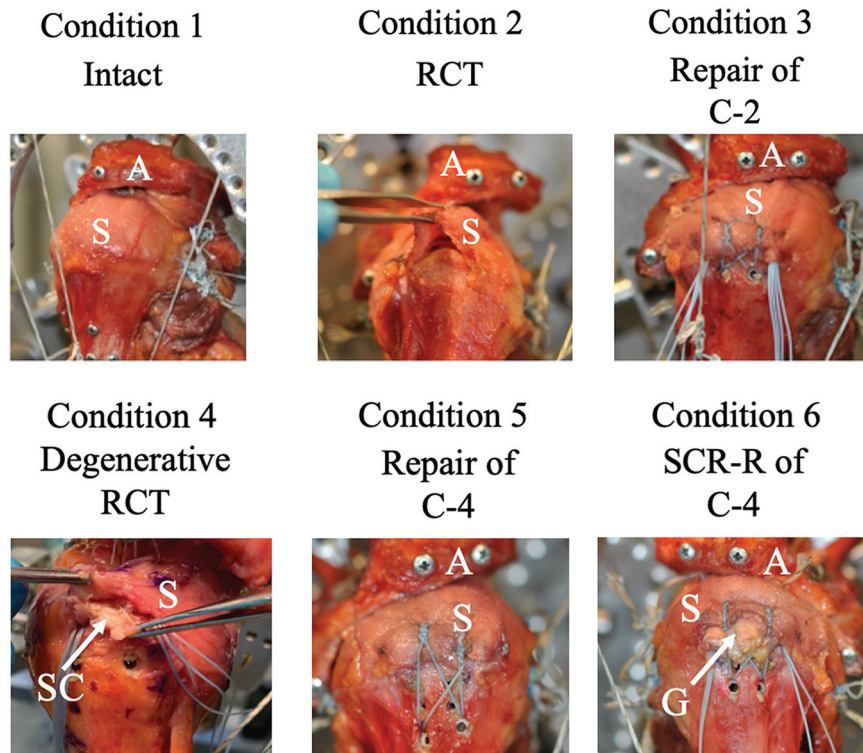 Condition 1
Intact
Condition 2
RCT
Condition 3
Repair of
C-2
A
S
A
S
A
S
Condition 4
Degenerative
RCT
Condition 5
Repair of
C-4
Condition 6
SCR-R of
C-4
S
SC
A
S
A
S
G